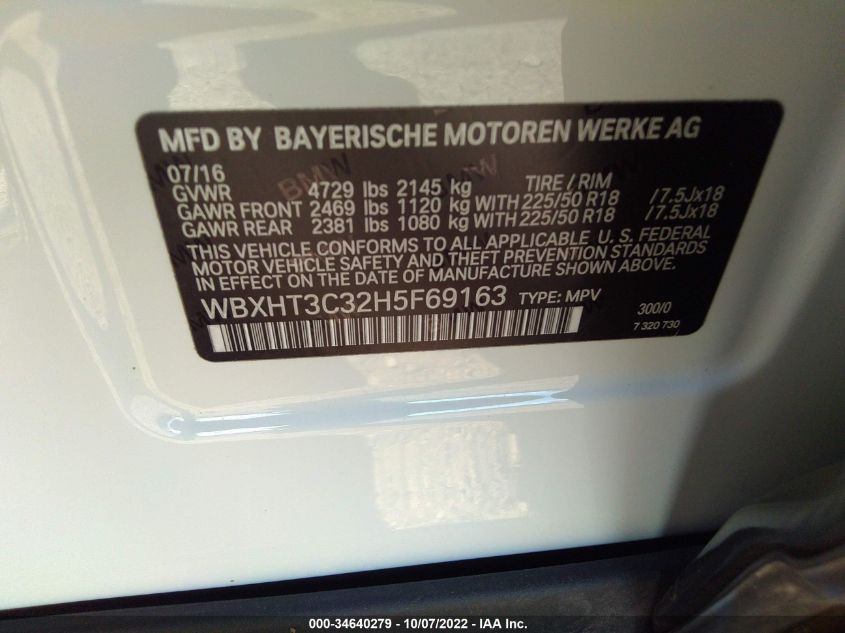 MFD BY BAYERISCHE MOTOREN WERKE AG
07/16
GVWR 4729 lbs 2145 kg TIRE / RIM
GAWR FRONT 2469 lbs 1120 kg WITH 225/50 R18 /7.5Jx18
GAWR REAR 2381 lbs 1080 kg WITH 225/50 R18 /7.5Jx18
THIS VEHICLE CONFORMS TO ALL APPLICABLE U. S. FEDERAL
MOTOR VEHICLE SAFETY AND THEFT PREVENTION STANDARDS
IN EFFECT ON THE DATE OF MANUFACTURE SHOWN ABOVE.
WBXHT3C32H5F69163 TYPE: MPV 300/0
7 320 730
BMW
000-34640279 - 10/07/2022 - IAA Inc.